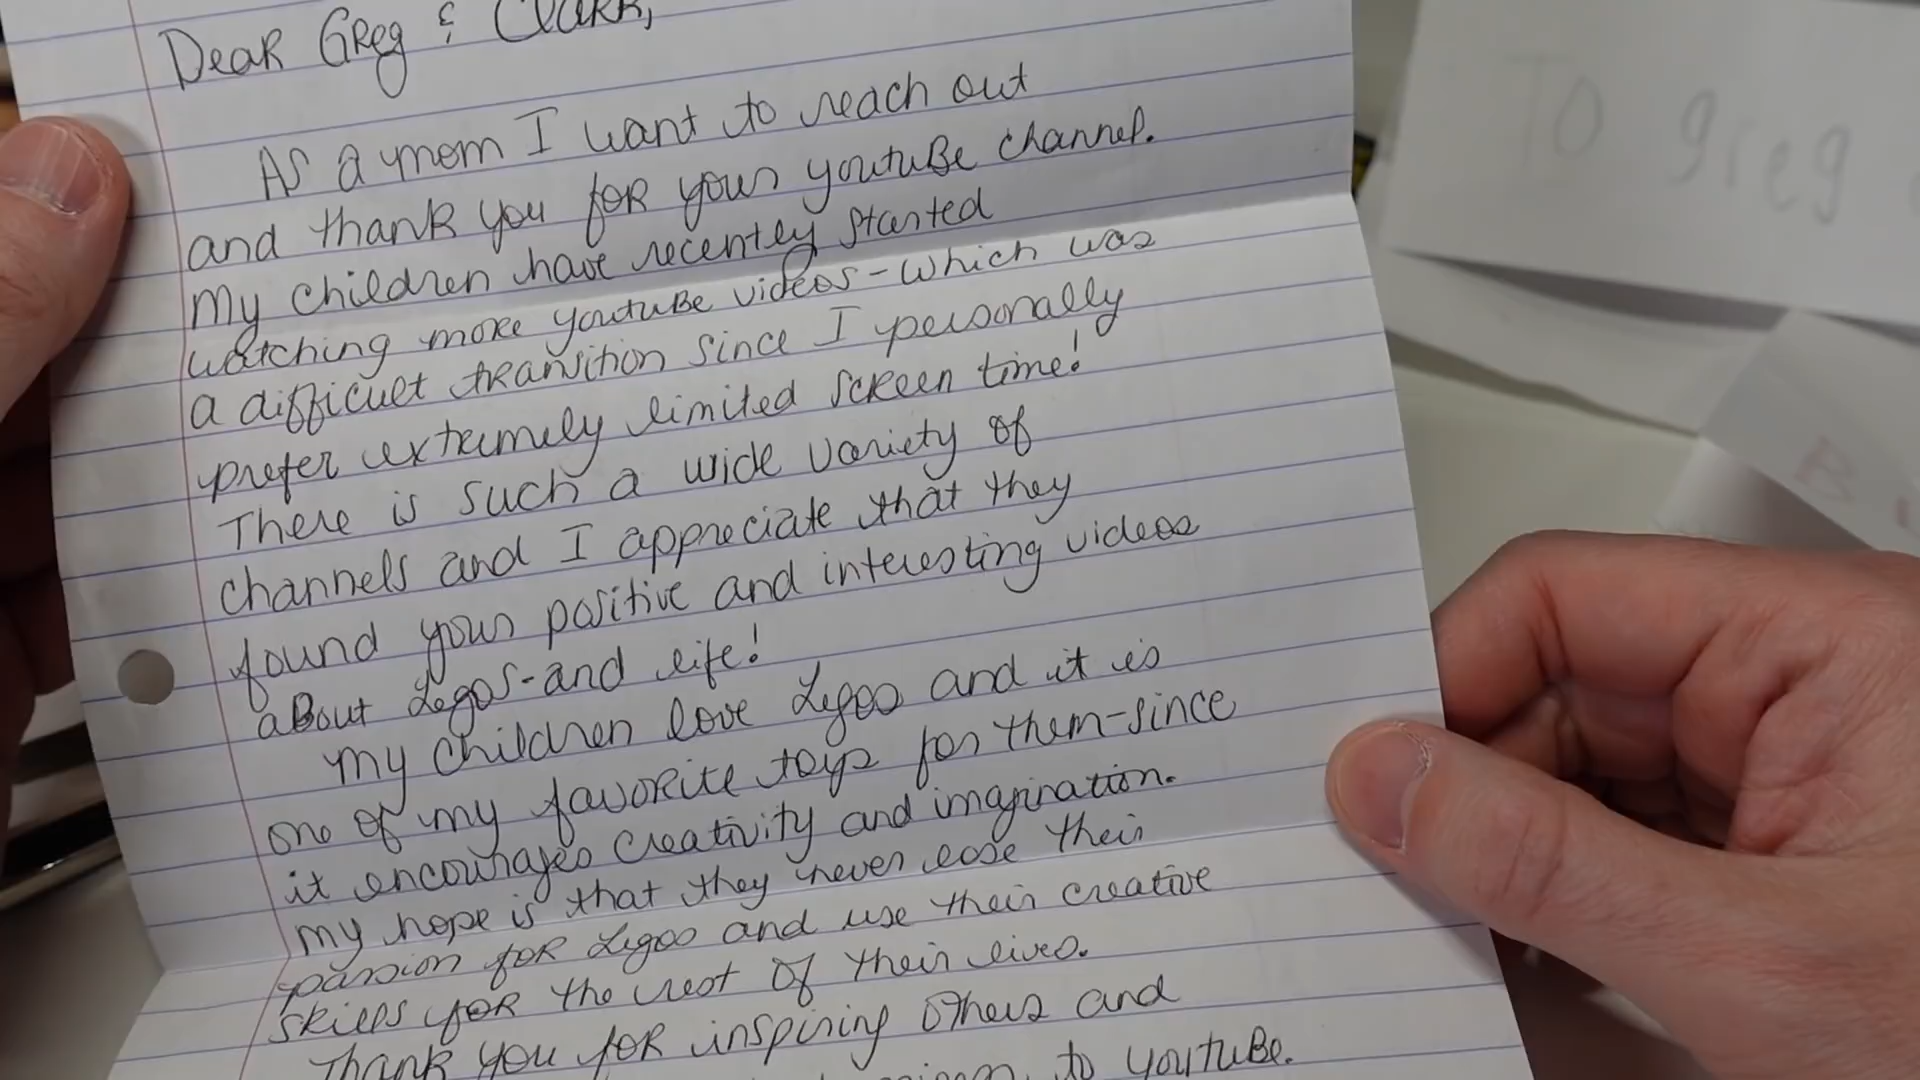 Dear Greg & Clark,
As a mom I want to reach out
and thank you for your youtube channel.
My children have recently started
watching more youtube videos - which was
a difficult transition since I personally
prefer extremely limited screen time!
There is such a wide variety of
channels and I appreciate that they
found your positive and interesting videos
about Legos - and life!
My children love Legos and it is
one of my favorite toys for them - since
it encourages creativity and imagination.
My hope is that they never lose their
passion for Legos and use their creative
skills for the rest of their lives.
Thank you for inspiring others and
to youtube.
To greg
B